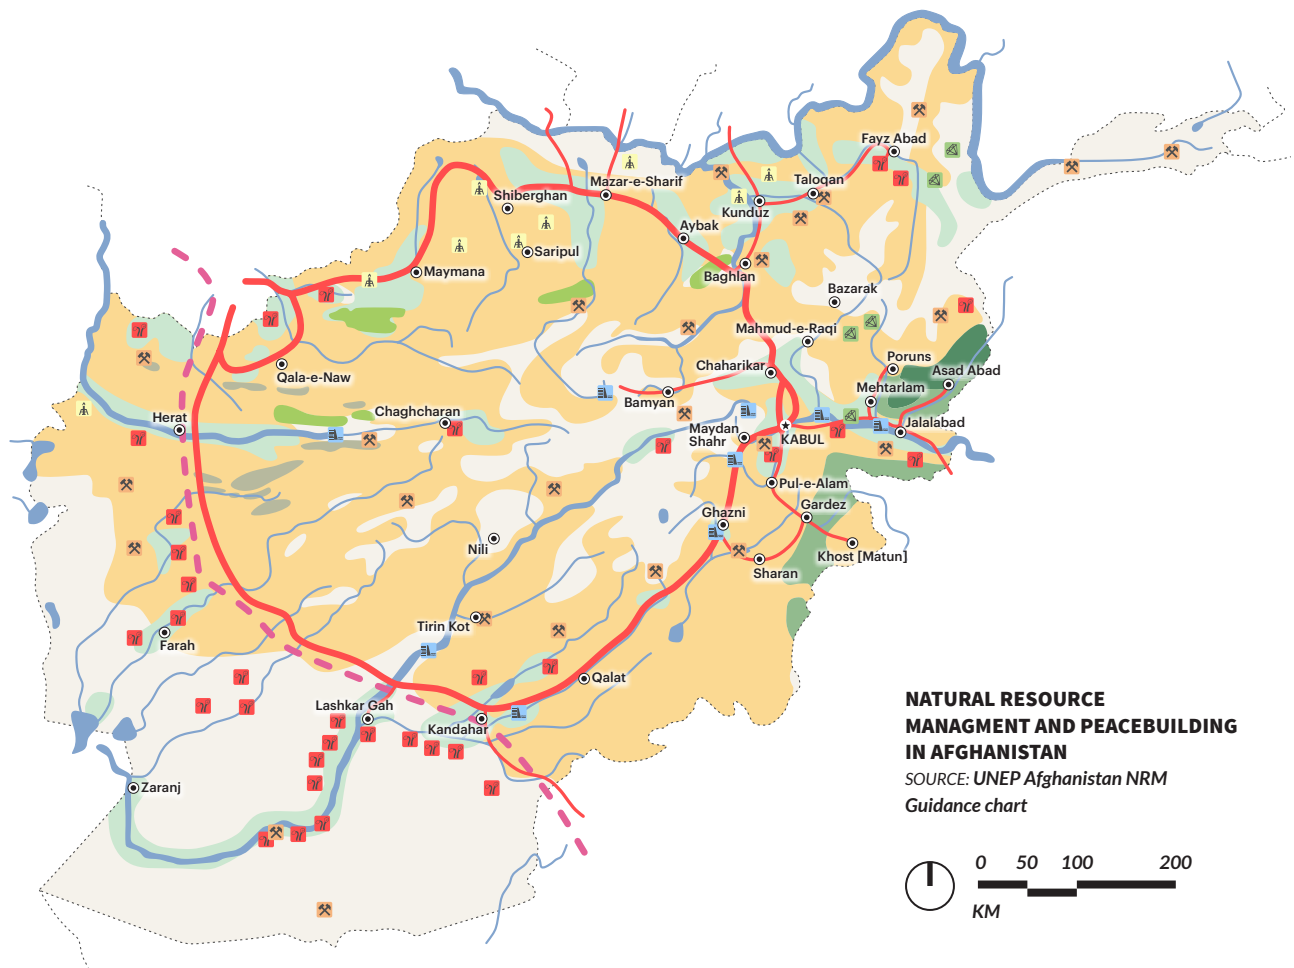 Fayz Abad
Mazar-e-Sharif
Taloqan
Shiberghan
Kunduz
Aybak
Saripul
Maymana
Baghlan
Bazarak
Mahmud-e-Raqi
Poruns
Chaharikar
Asad Abad
Qala-e-Naw
Mehtarlam
Bamyan
Chaghcharan
Herat
Maydan
Shahr
KABUL
Jalalabad
Pul-e-Alam
Gardez
Ghazni
Nili
Khost [Matun]
Sharan
Tirin Kot
Farah
Qalat
Lashkar Gah
Kandahar
Zaranj
NATURAL RESOURCE
MANAGMENT AND PEACEBUILDING
IN AFGHANISTAN
SOURCE: UNEP Afghanistan NRM
Guidance chart
0 50 100 200
KM